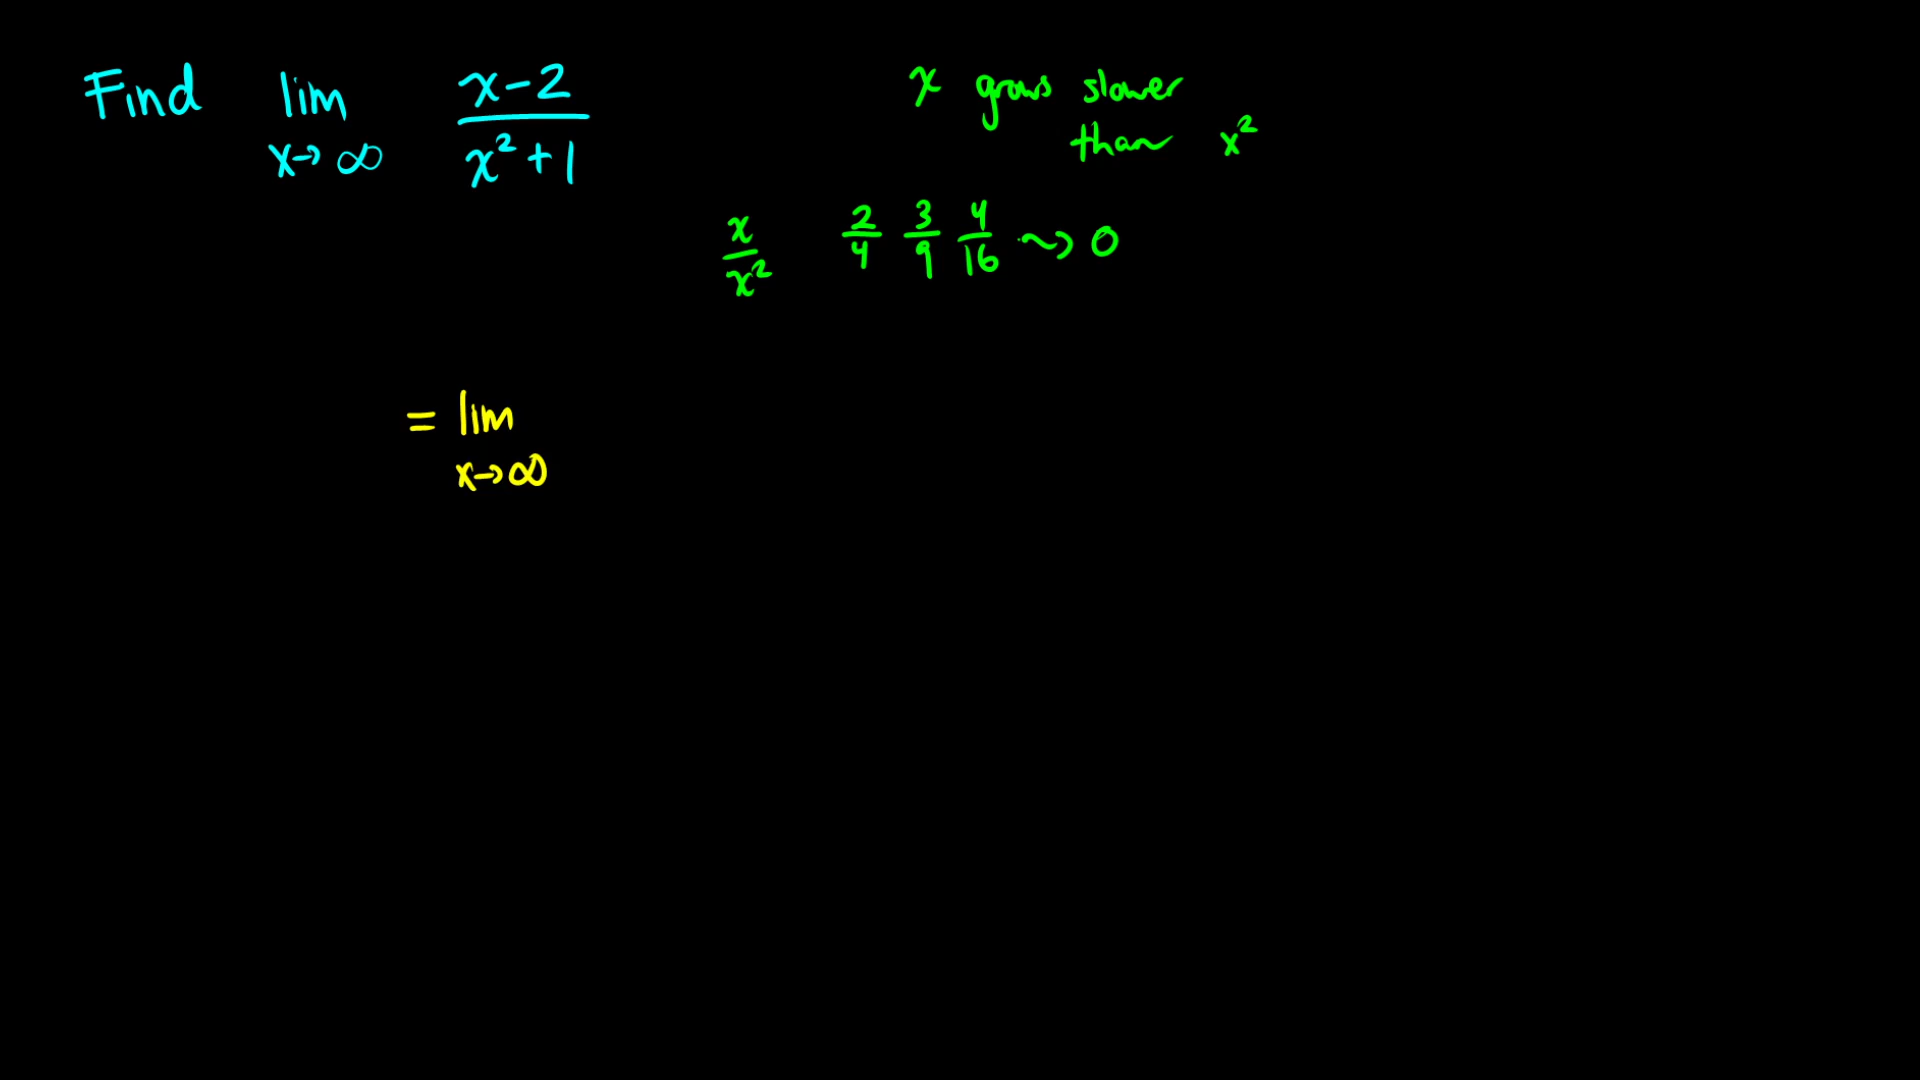 Find lim x→∞ x-2/x²+1
x grows slower
than x²
x/x² 2/4 3/9 4/16 ⤳ 0
= lim x→∞